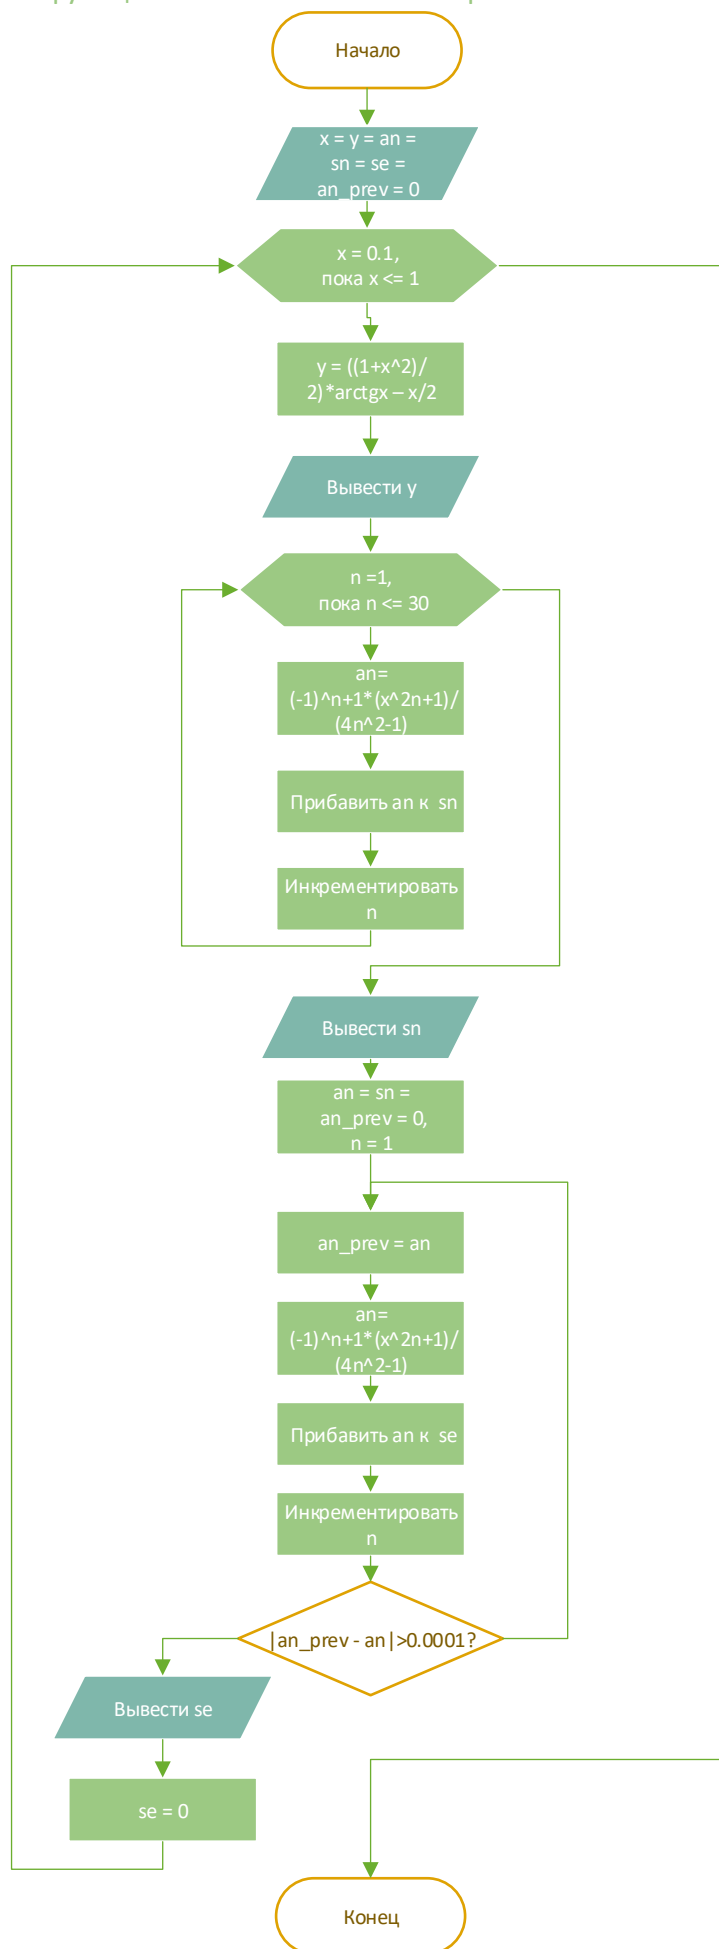 Начало
x = y = an =
sn = se =
an_prev = 0
x = 0.1,
пока x <= 1
y = ((1+x^2)/
2)*arctgx – x/2
Вывести y
n =1,
пока n <= 30
an=
(-1)^n+1*(x^2n+1)/
(4n^2-1)
Прибавить an к sn
Инкрементировать
n
Вывести sn
an = sn =
an_prev = 0,
n = 1
an_prev = an
an=
(-1)^n+1*(x^2n+1)/
(4n^2-1)
Прибавить an к se
Инкрементировать
n
|an_prev - an|>0.0001?
Вывести se
se = 0
Конец